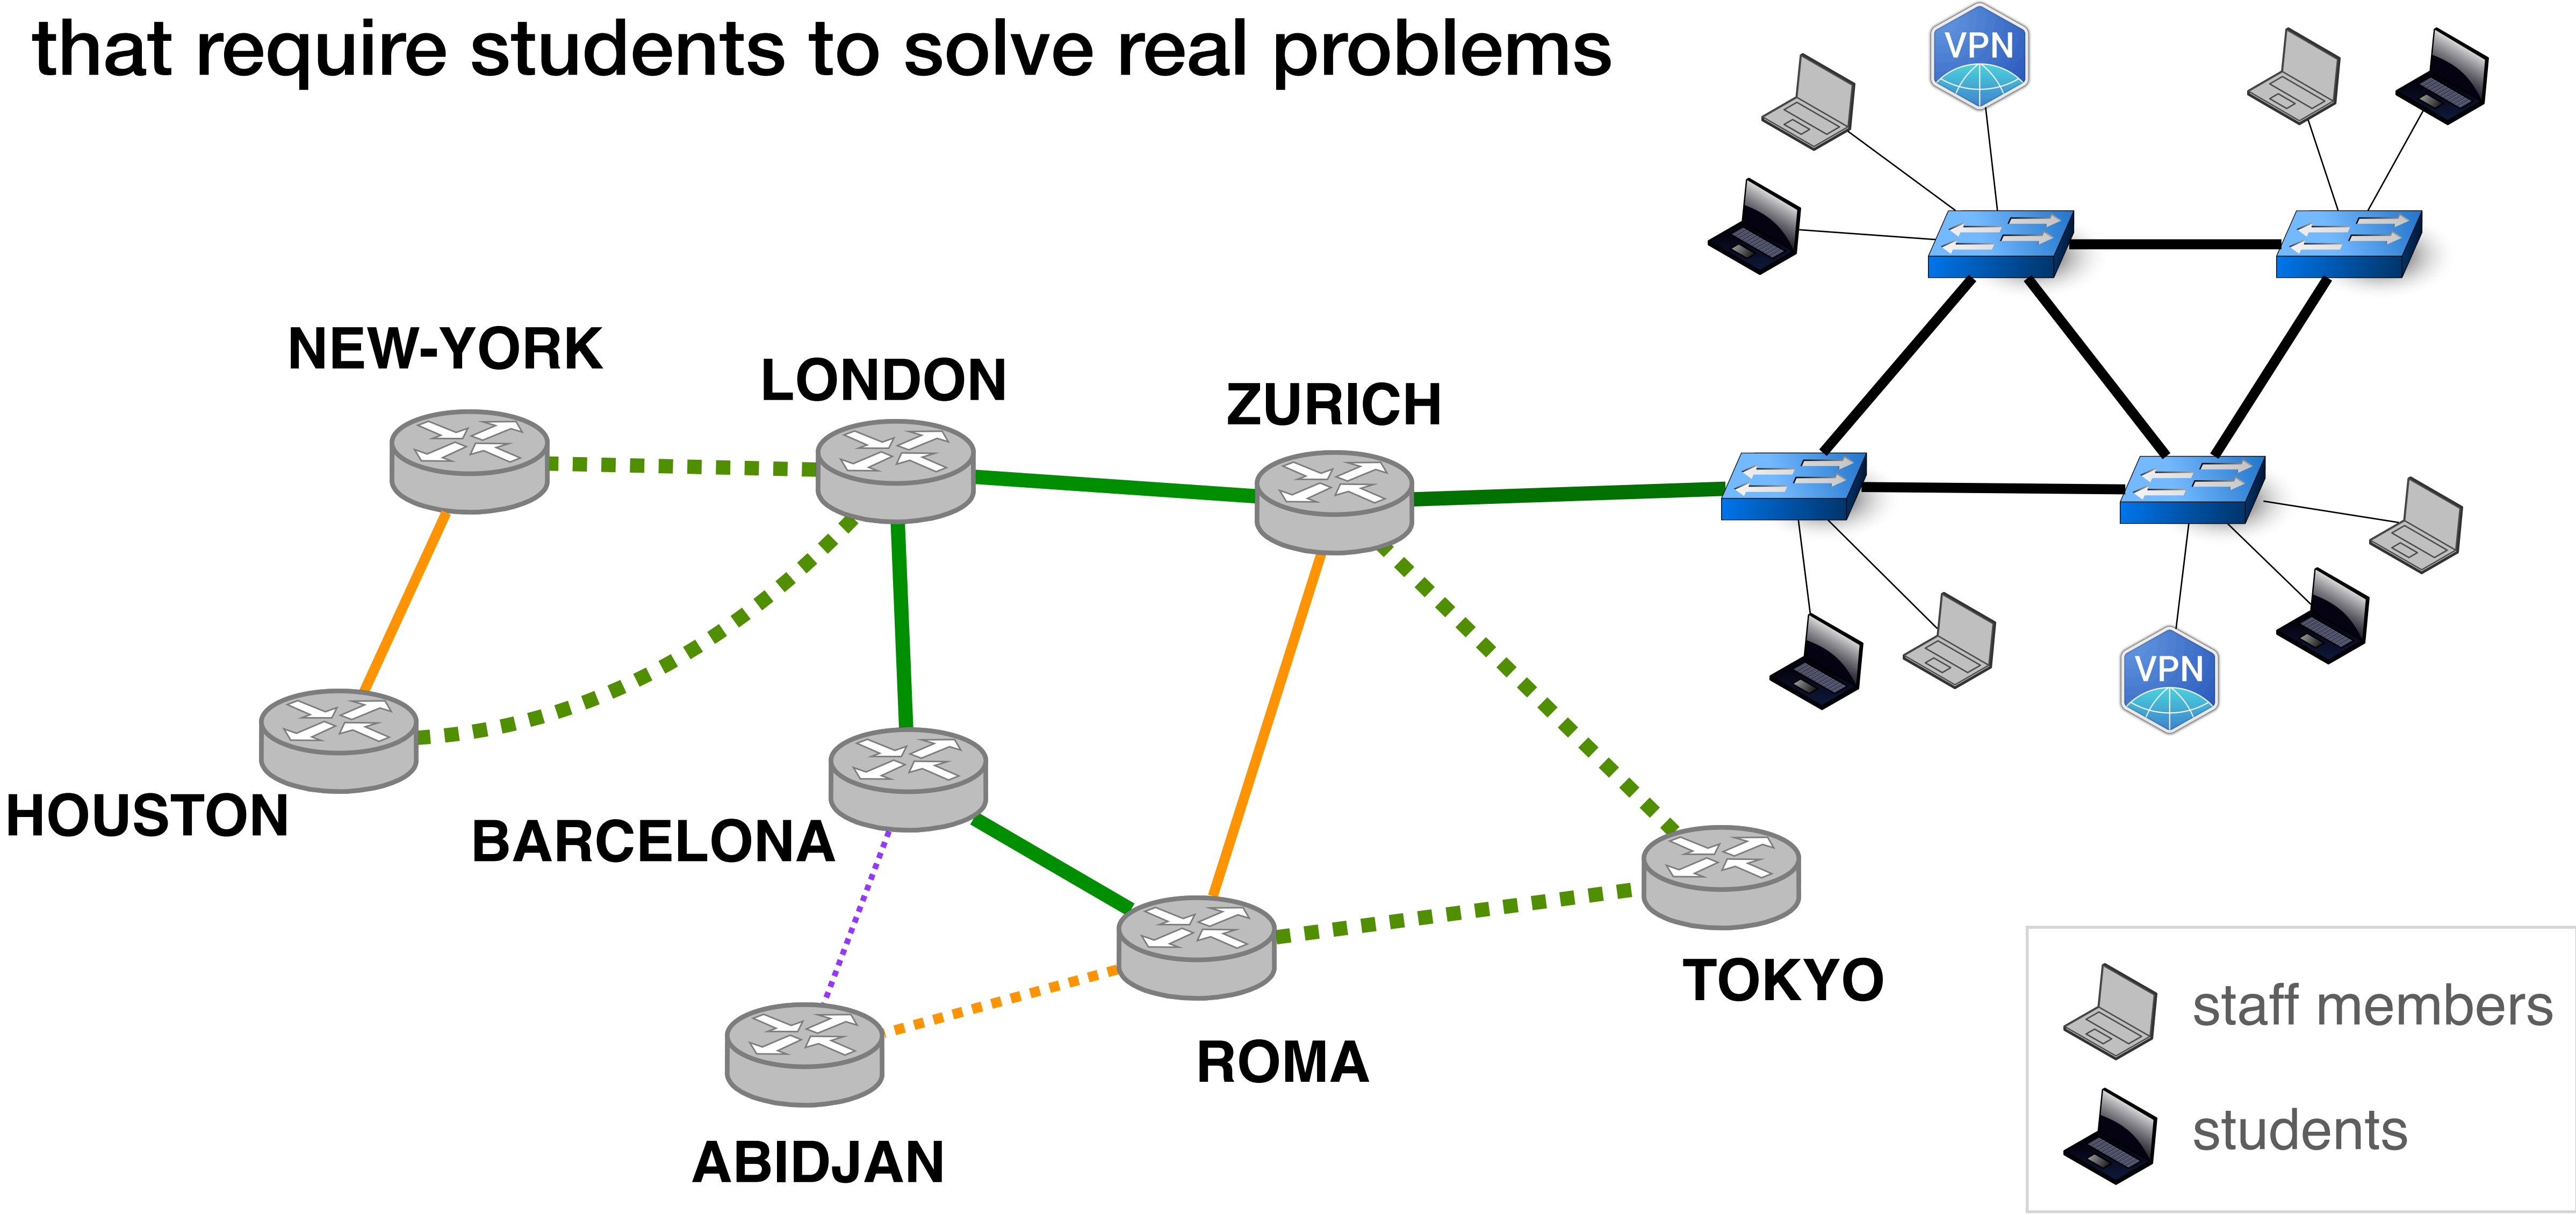 that require students to solve real problems
VPN
NEW-YORK
LONDON
ZURICH
VPN
HOUSTON
BARCELONA
TOKYO
ROMA
ABIDJAN
staff members
students